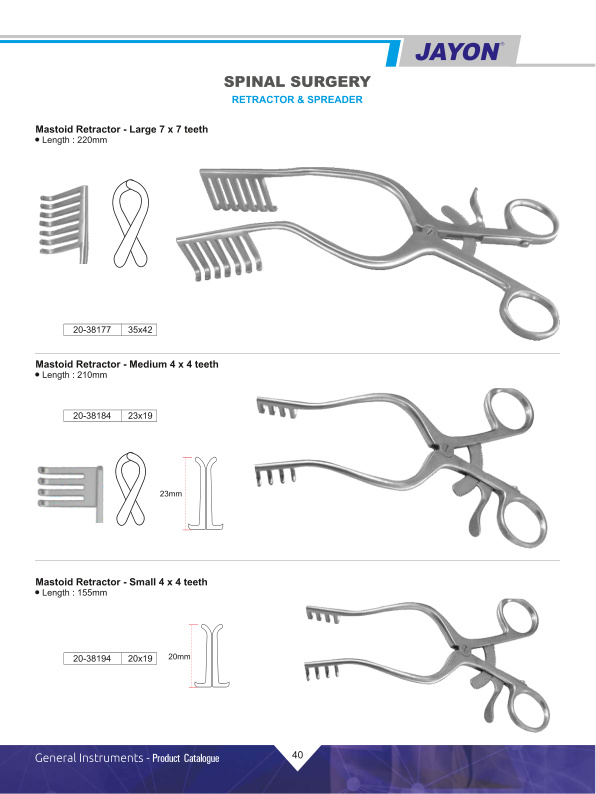 JAYON®
SPINAL SURGERY
RETRACTOR & SPREADER
Mastoid Retractor - Large 7 x 7 teeth
• Length : 220mm
20-38177 35x42
Mastoid Retractor - Medium 4 x 4 teeth
• Length : 210mm
20-38184 23x19
23mm
Mastoid Retractor - Small 4 x 4 teeth
• Length : 155mm
20-38194 20x19
20mm
General Instruments - Product Catalogue
40